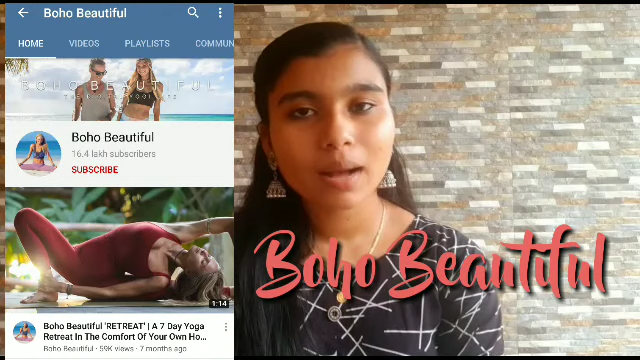 Boho Beautiful
HOME VIDEOS PLAYLISTS COMMUN
BOHO BEAUTIFUL
Boho Beautiful
16.4 lakh subscribers
SUBSCRIBE
1:14
Boho Beautiful 'RETREAT' | A 7 Day Yoga
Retreat In The Comfort Of Your Own Ho...
Boho Beautiful · 59K views · 7 months ago
Boho Beautiful